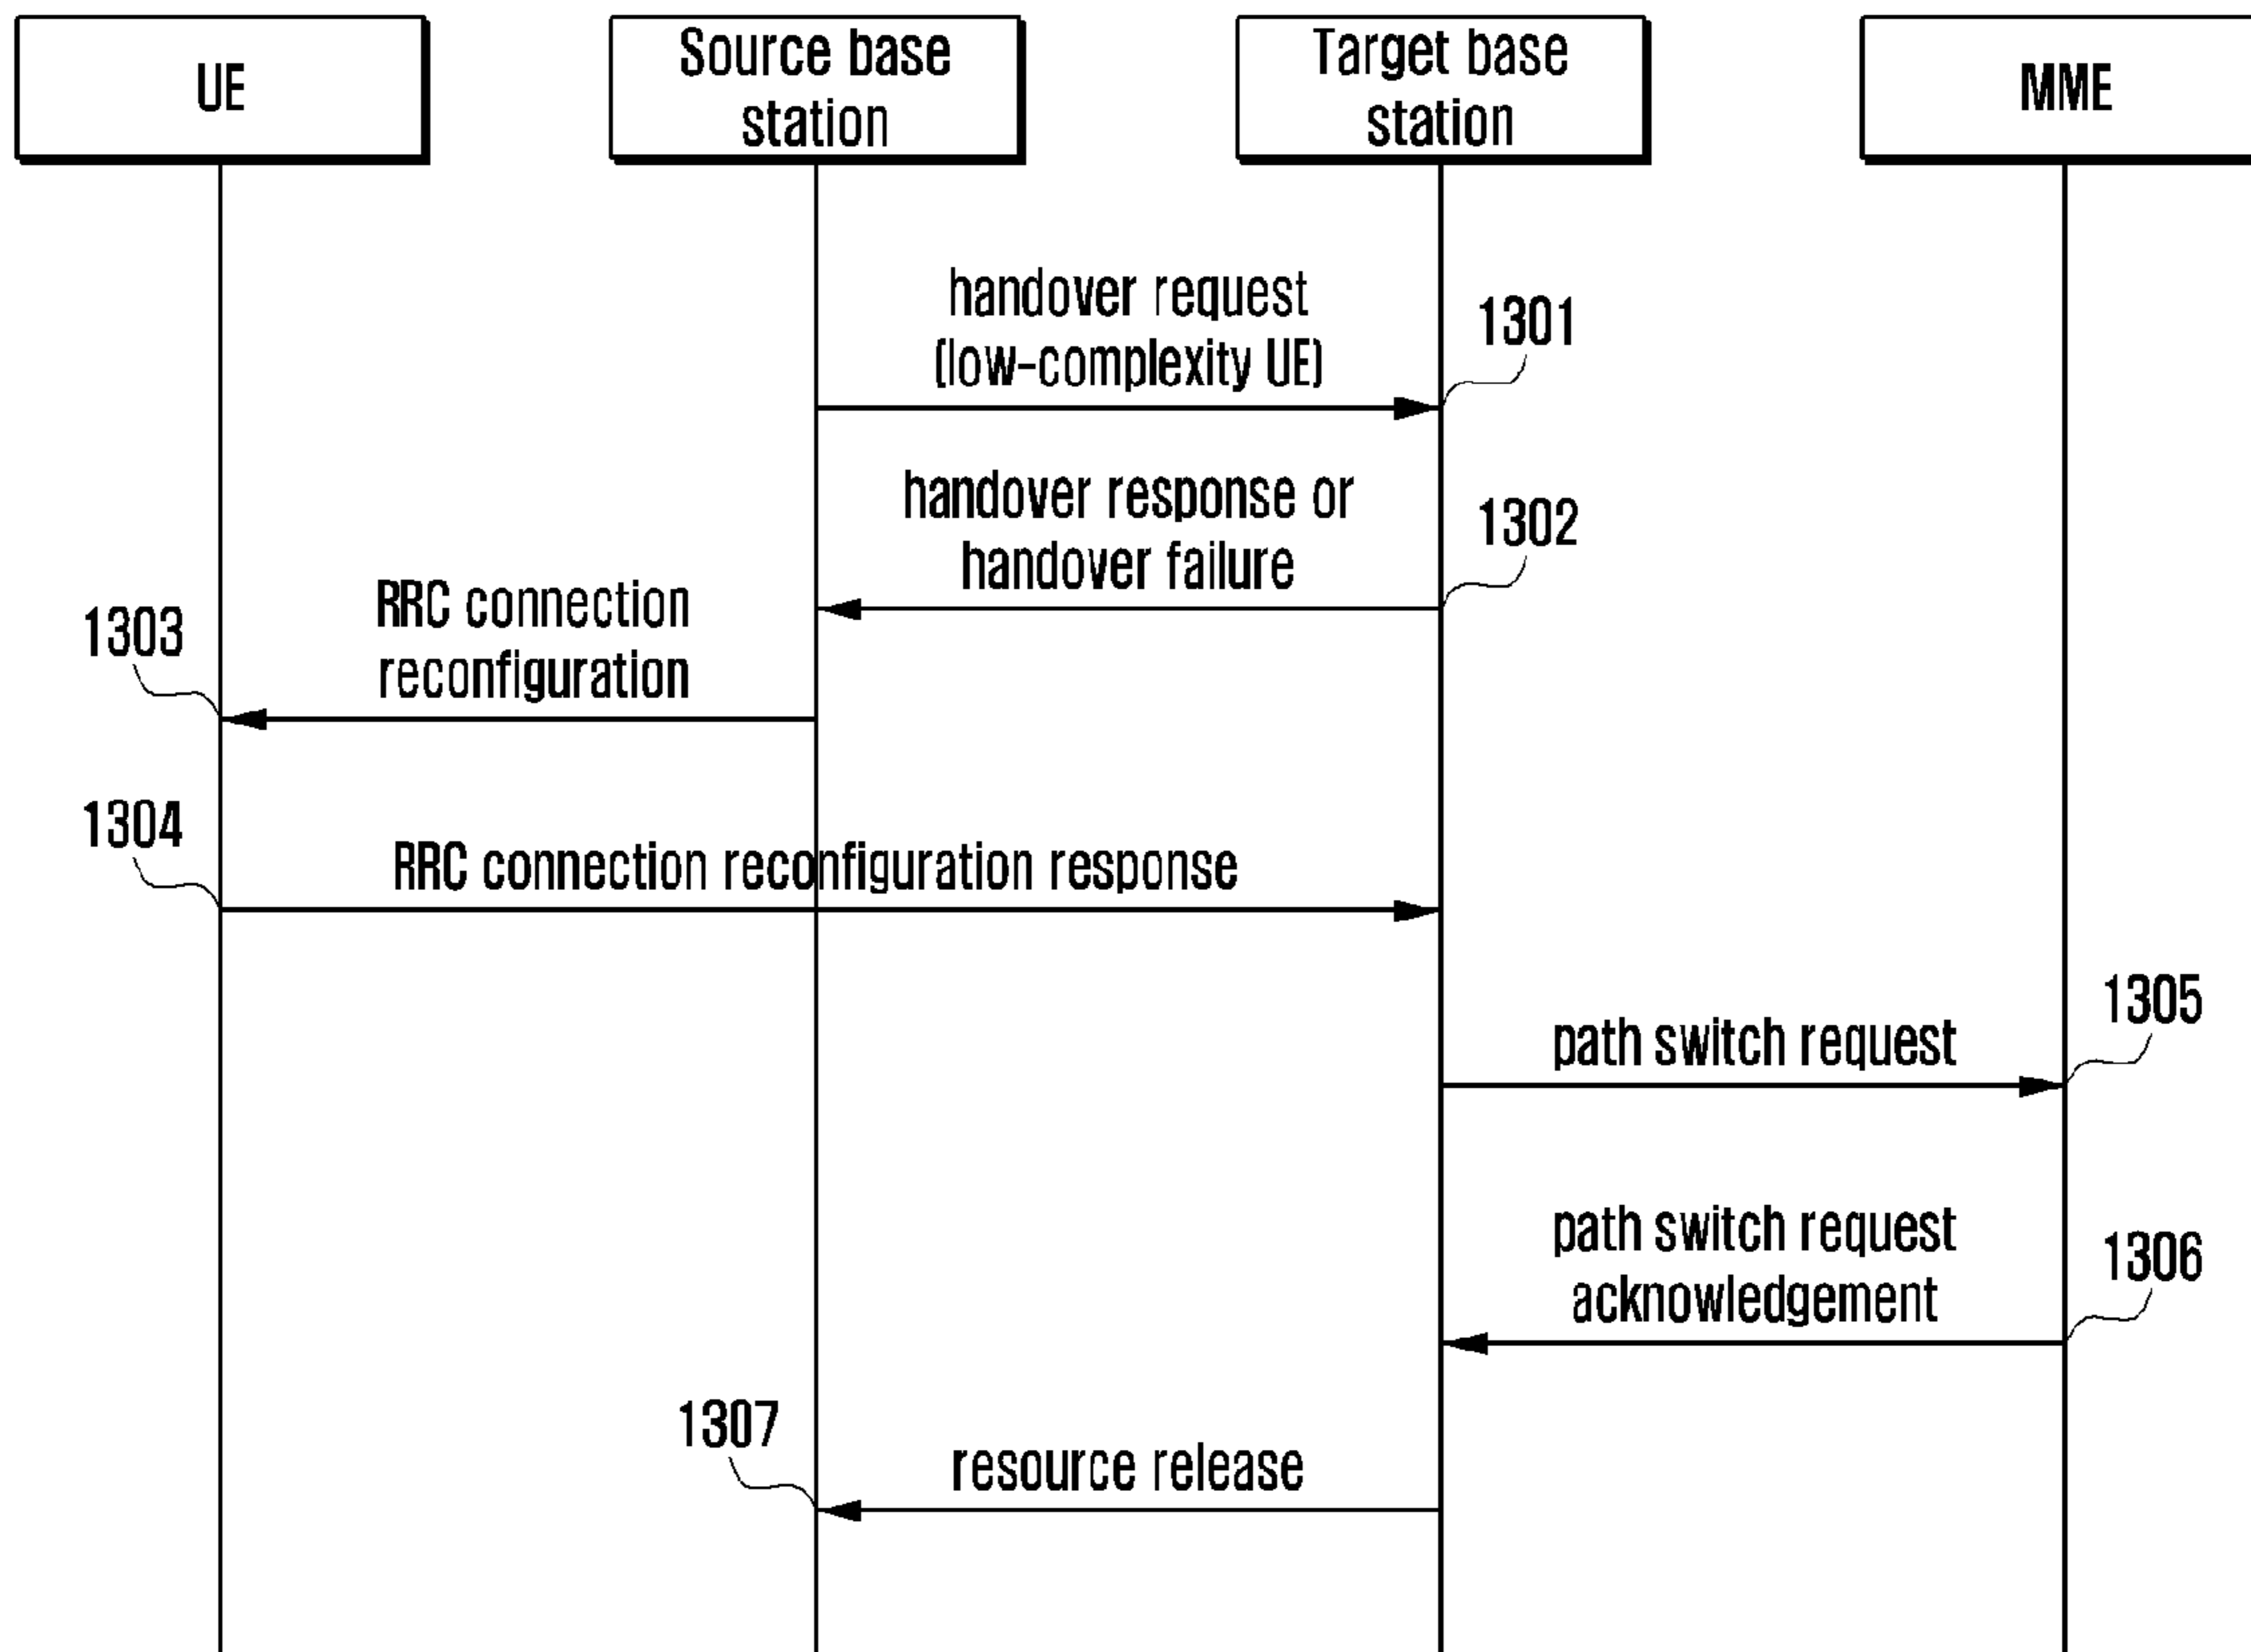 UE
Source base
station
Target base
station
MME
handover request
(low-complexity UE)
1301
handover response or
handover failure
1302
RRC connection
reconfiguration
1303
1304
RRC connection reconfiguration response
1305
path switch request
path switch request
acknowledgement
1306
1307
resource release